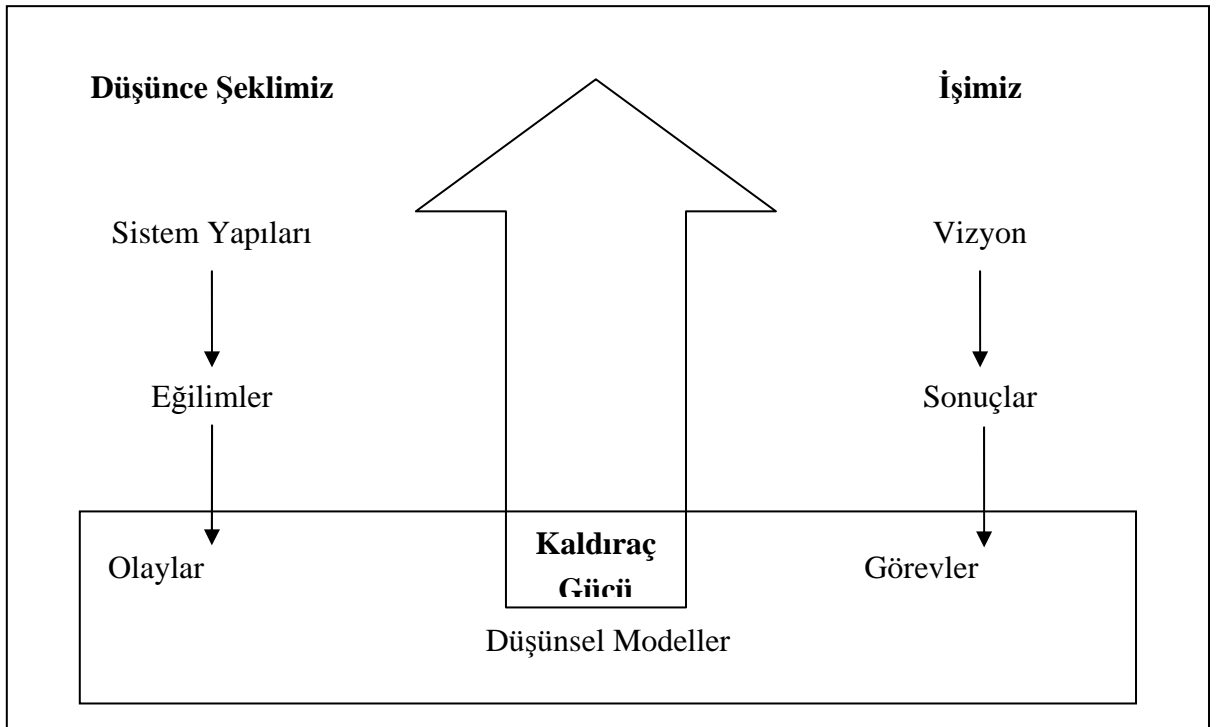 Düşünce Şeklimiz
İşimiz
Sistem Yapıları
Vizyon
Eğilimler
Sonuçlar
Olaylar
Kaldıraç
Gücü
Görevler
Düşünsel Modeller